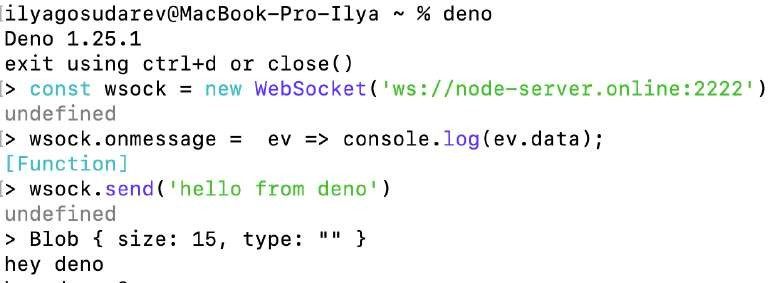 ilyagosudarev@MacBook-Pro-Ilya ~ % deno
Deno 1.25.1
exit using ctrl+d or close()
> const wsock = new WebSocket('ws://node-server.online:2222')
undefined
> wsock.onmessage =  ev => console.log(ev.data);
[Function]
> wsock.send('hello from deno')
undefined
> Blob { size: 15, type: "" }
hey deno